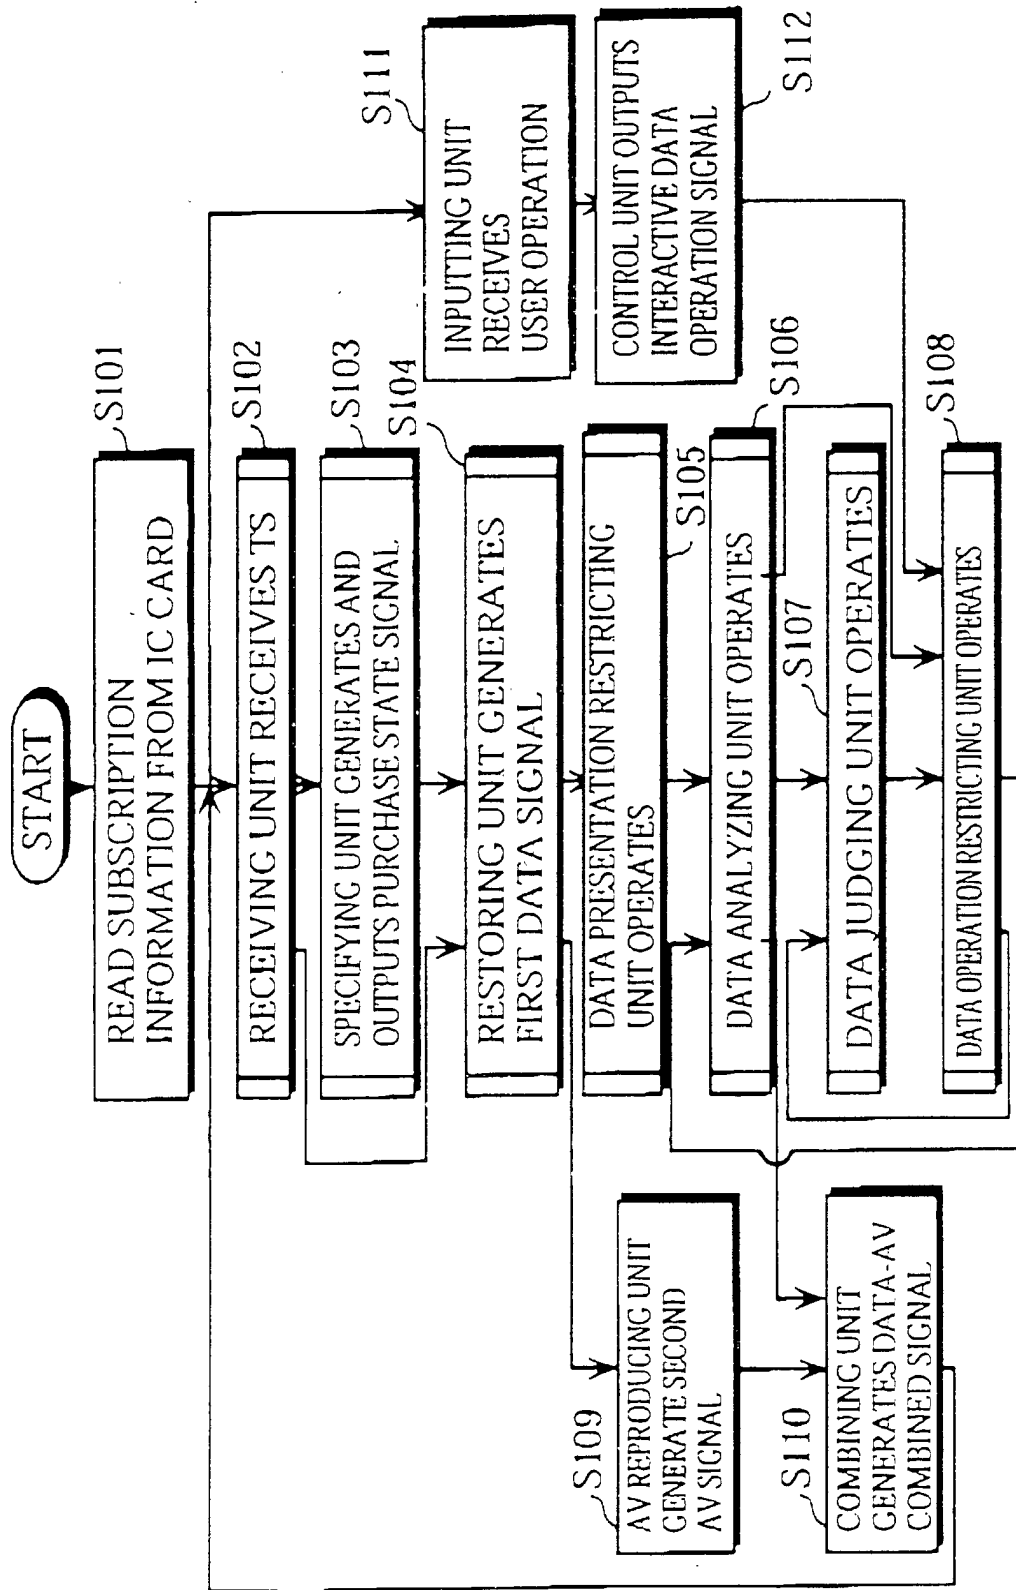 START
S101
READ SUBSCRIPTION
INFORMATION FROM IC CARD
S102
RECEIVING UNIT RECEIVES TS
S103
SPECIFYING UNIT GENERATES AND
OUTPUTS PURCHASE STATE SIGNAL
S104
RESTORING UNIT GENERATES
FIRST DATA SIGNAL
DATA PRESENTATION RESTRICTING
UNIT OPERATES
S105
S106
DATA ANALYZING UNIT OPERATES
S107
DATA JUDGING UNIT OPERATES
S108
DATA OPERATION RESTRICTING UNIT OPERATES
S109
AV REPRODUCING UNIT
GENERATE SECOND
AV SIGNAL
S110
COMBINING UNIT
GENERATES DATA-AV
COMBINED SIGNAL
S111
INPUTTING UNIT
RECEIVES
USER OPERATION
CONTROL UNIT OUTPUTS
INTERACTIVE DATA
OPERATION SIGNAL
S112